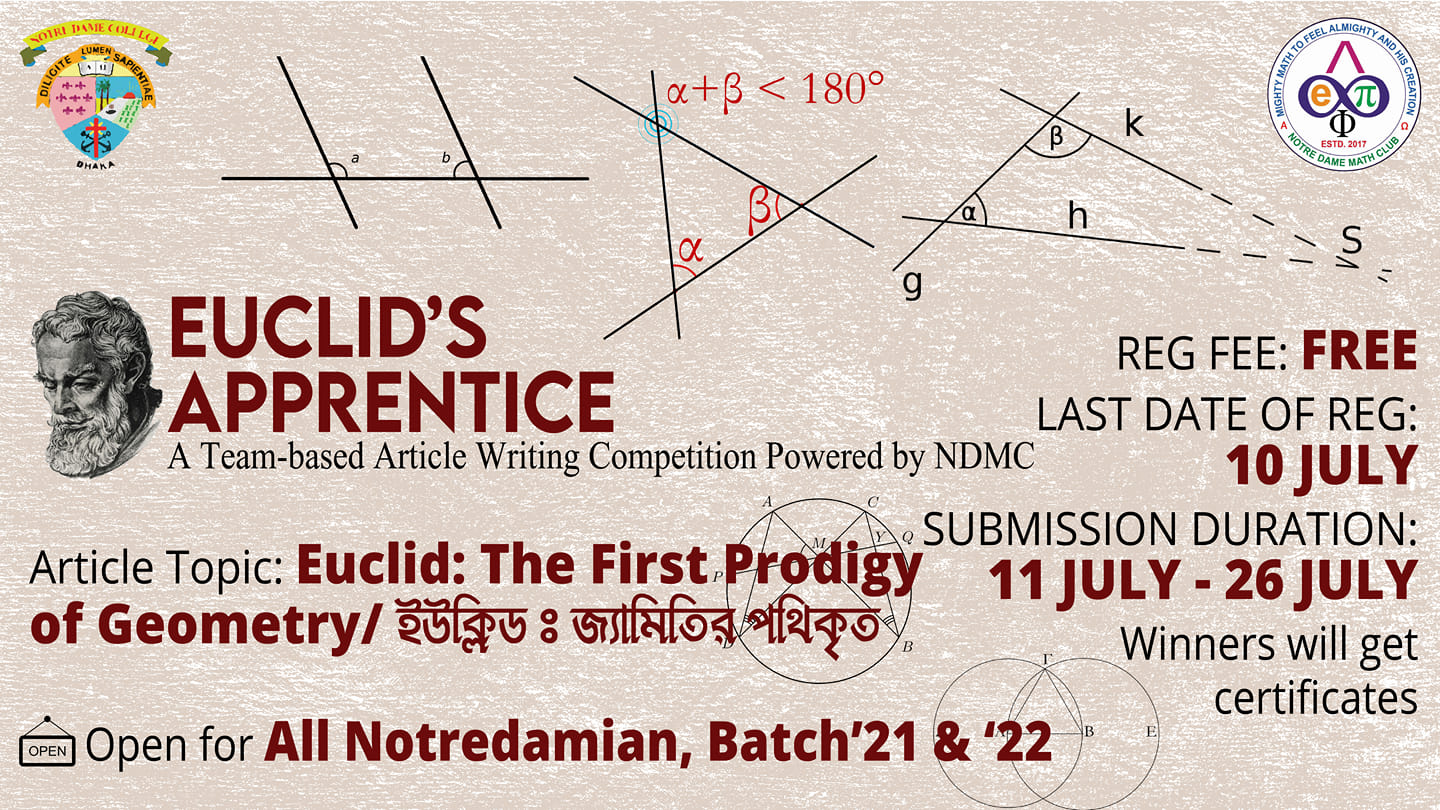 NOTRE DAME COLLEGE
DILIGITE LUMEN SAPIENTIAE
DHAKA
a
b
α+β < 180°
β
α
β
k
α
h
S
g
MIGHTY MATH TO FEEL ALMIGHTY AND HIS CREATION
e
π
Φ
Α
Ω
ESTD. 2017
NOTRE DAME MATH CLUB
EUCLID'S
APPRENTICE
A Team-based Article Writing Competition Powered by NDMC
REG FEE: FREE
LAST DATE OF REG:
10 JULY
SUBMISSION DURATION:
11 JULY - 26 JULY
Winners will get
certificates
A
C
M
Y
Q
P
Article Topic: Euclid: The First Prodigy
of Geometry/ ইউক্লিড ঃ জ্যামিতির পথিকৃত
D
B
Γ
B
E
OPEN
Open for All Notredamian, Batch'21 & '22